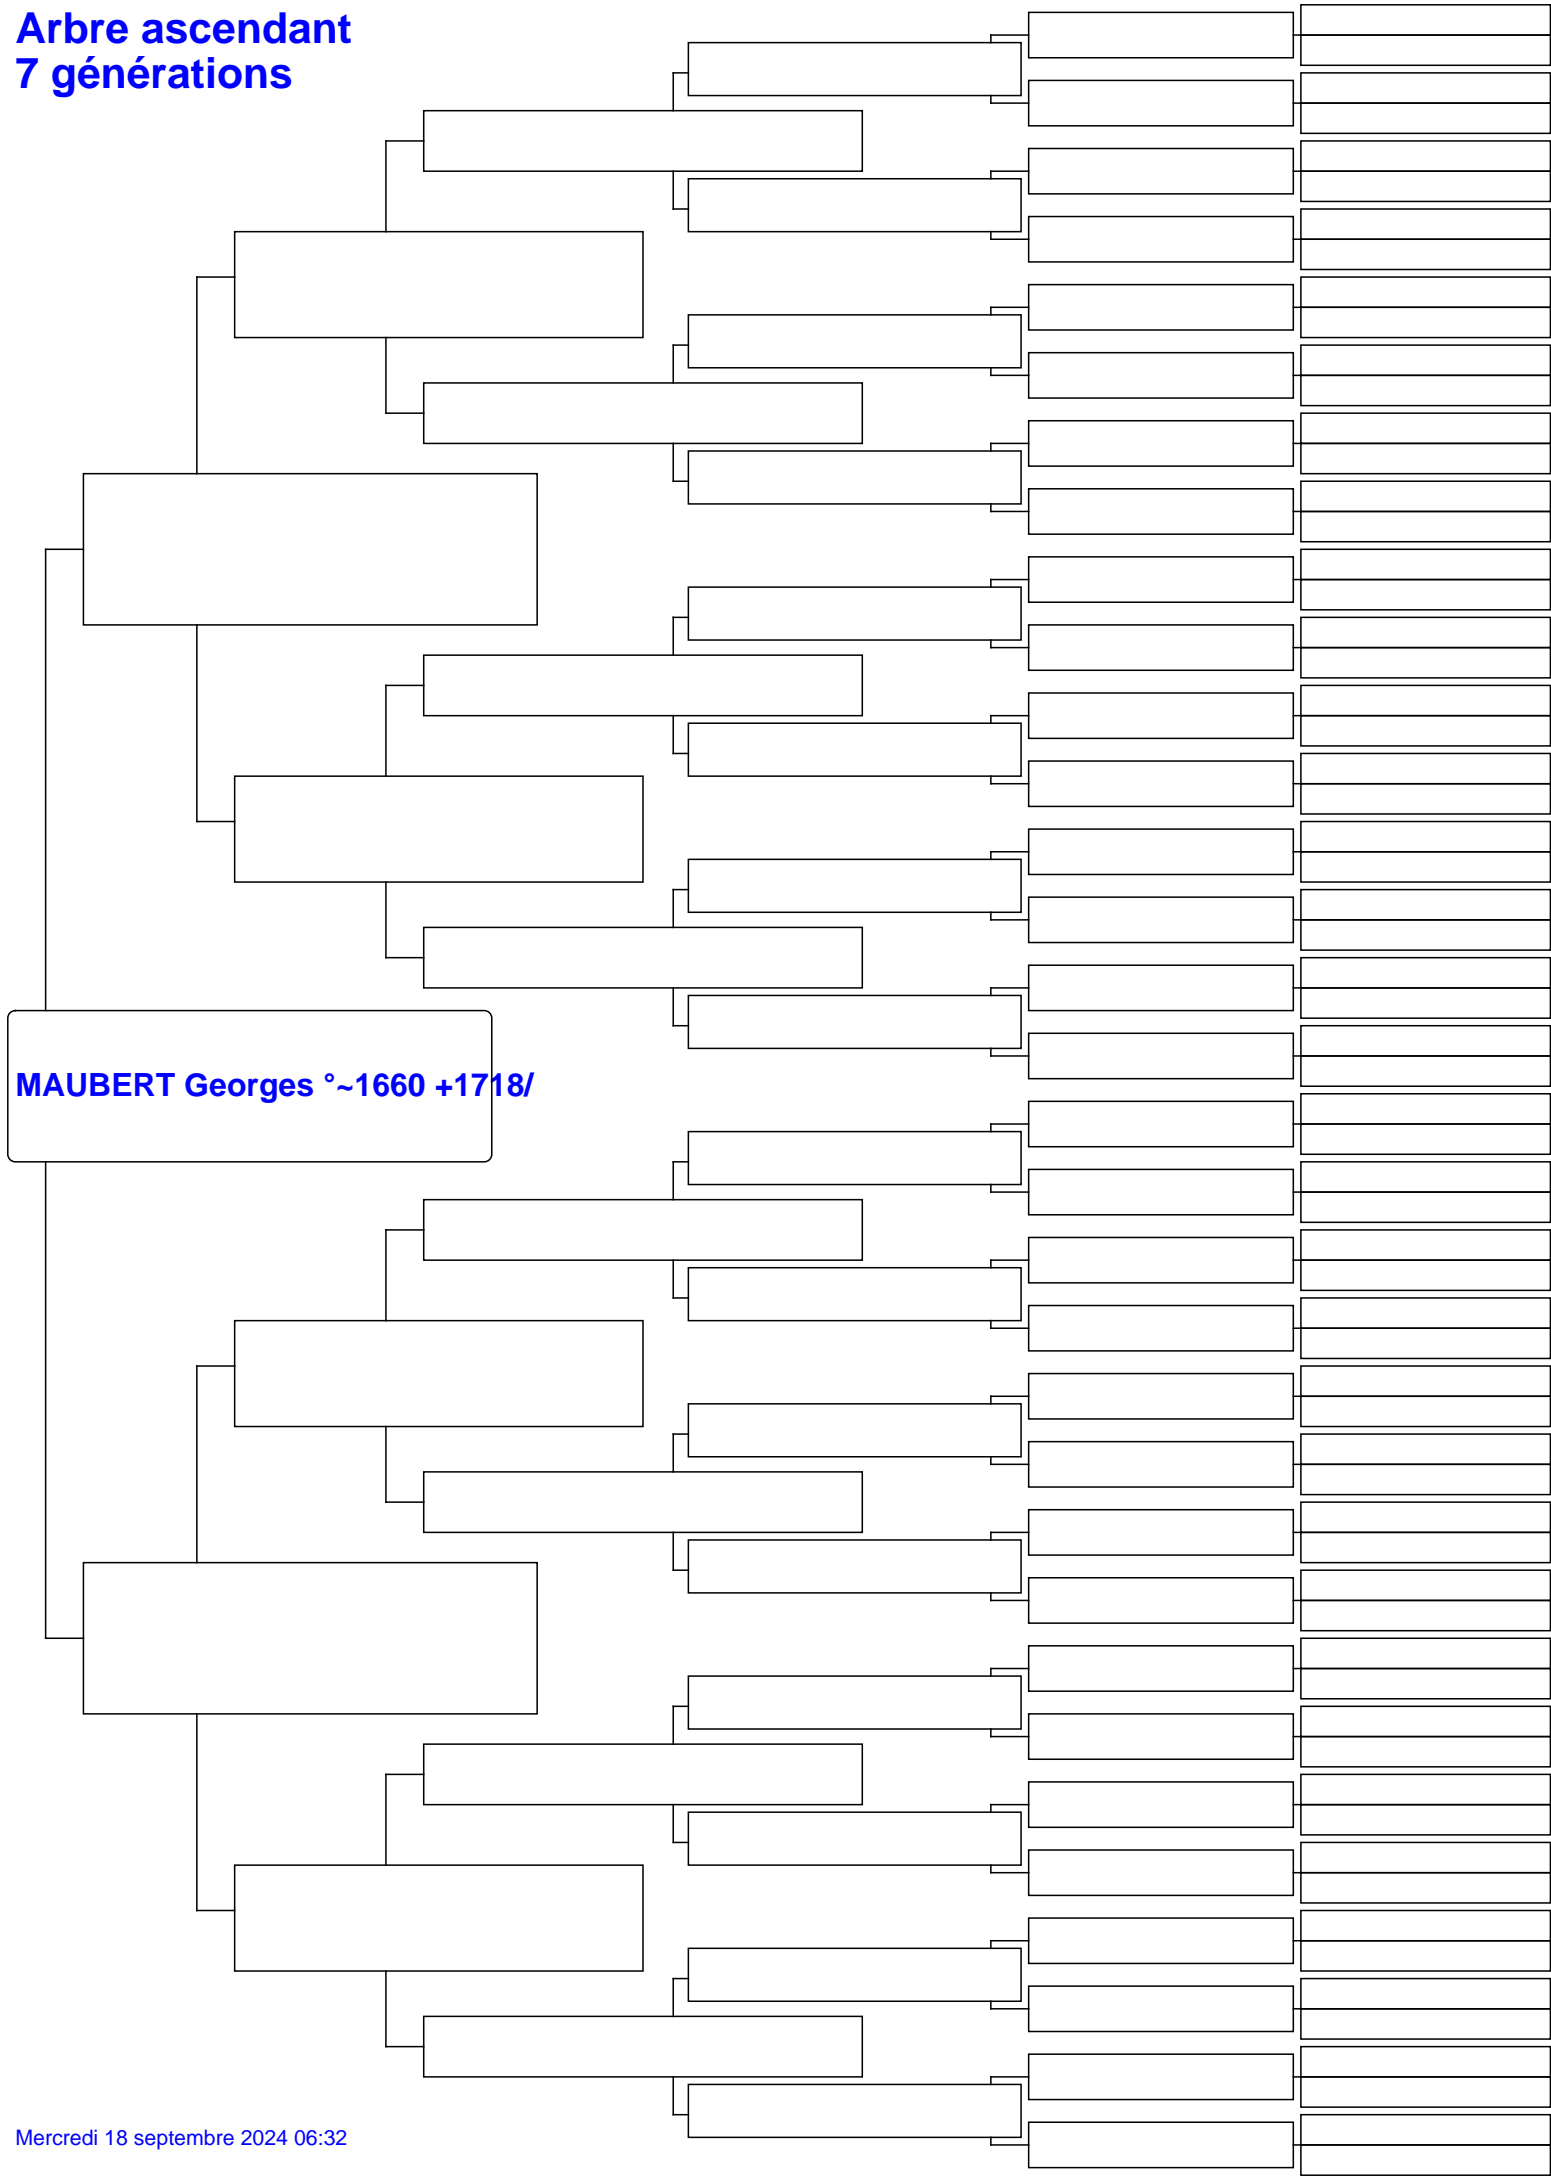 Arbre ascendant
7 générations
MAUBERT Georges °~1660 +1718/
Mercredi 18 septembre 2024 06:32